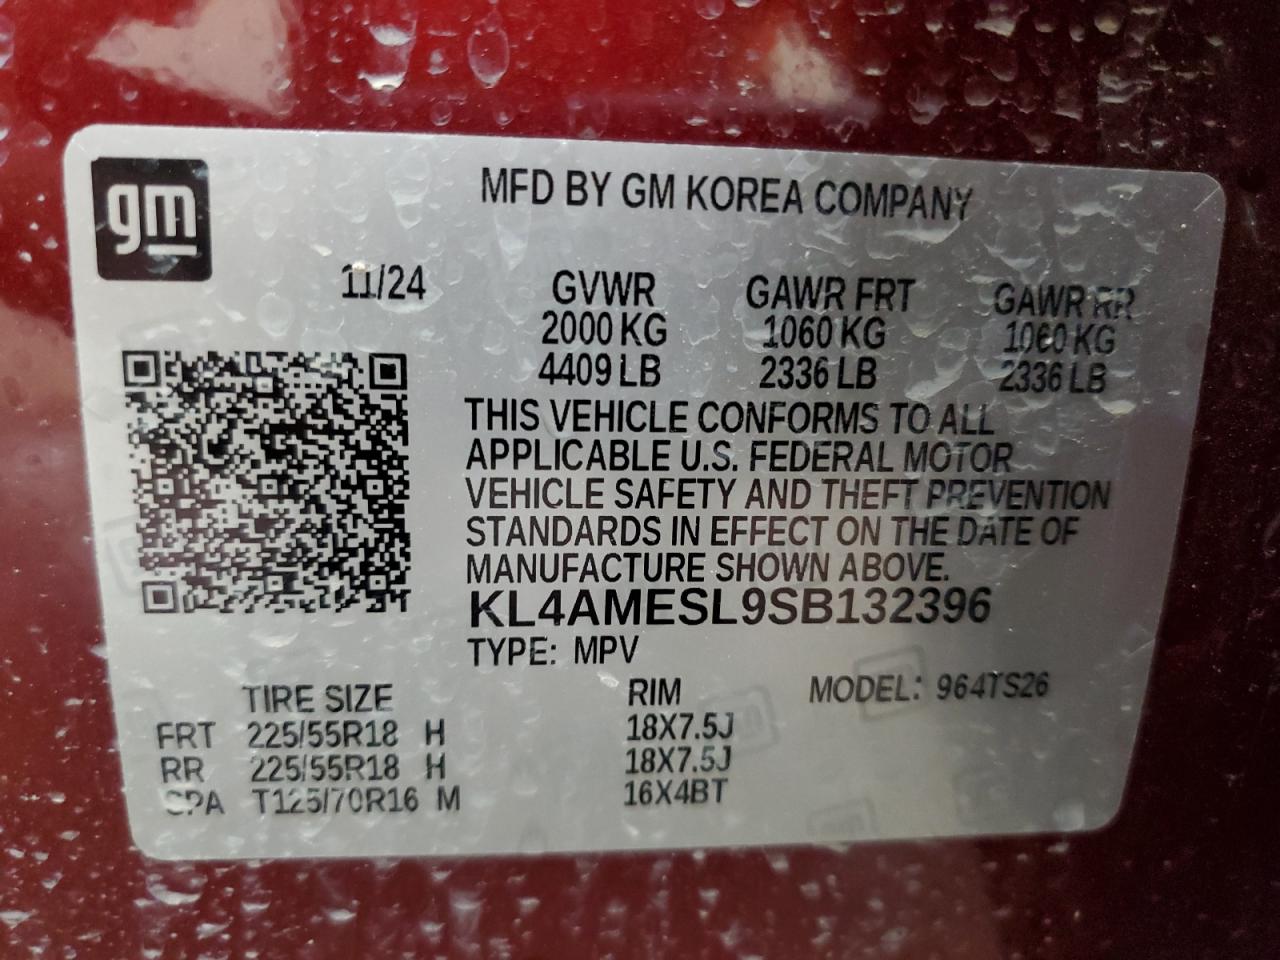 gm
MFD BY GM KOREA COMPANY
11/24
GVWR GAWR FRT GAWR RR
2000 KG 1060 KG 1060 KG
4409 LB 2336 LB 2336 LB
THIS VEHICLE CONFORMS TO ALL
APPLICABLE U.S. FEDERAL MOTOR
VEHICLE SAFETY AND THEFT PREVENTION
STANDARDS IN EFFECT ON THE DATE OF
MANUFACTURE SHOWN ABOVE.
KL4AMESL9SB132396
TYPE: MPV
TIRE SIZE RIM MODEL: 964TS26
FRT 225/55R18 H 18X7.5J
RR 225/55R18 H 18X7.5J
CPA T125/70R16 M 16X4BT